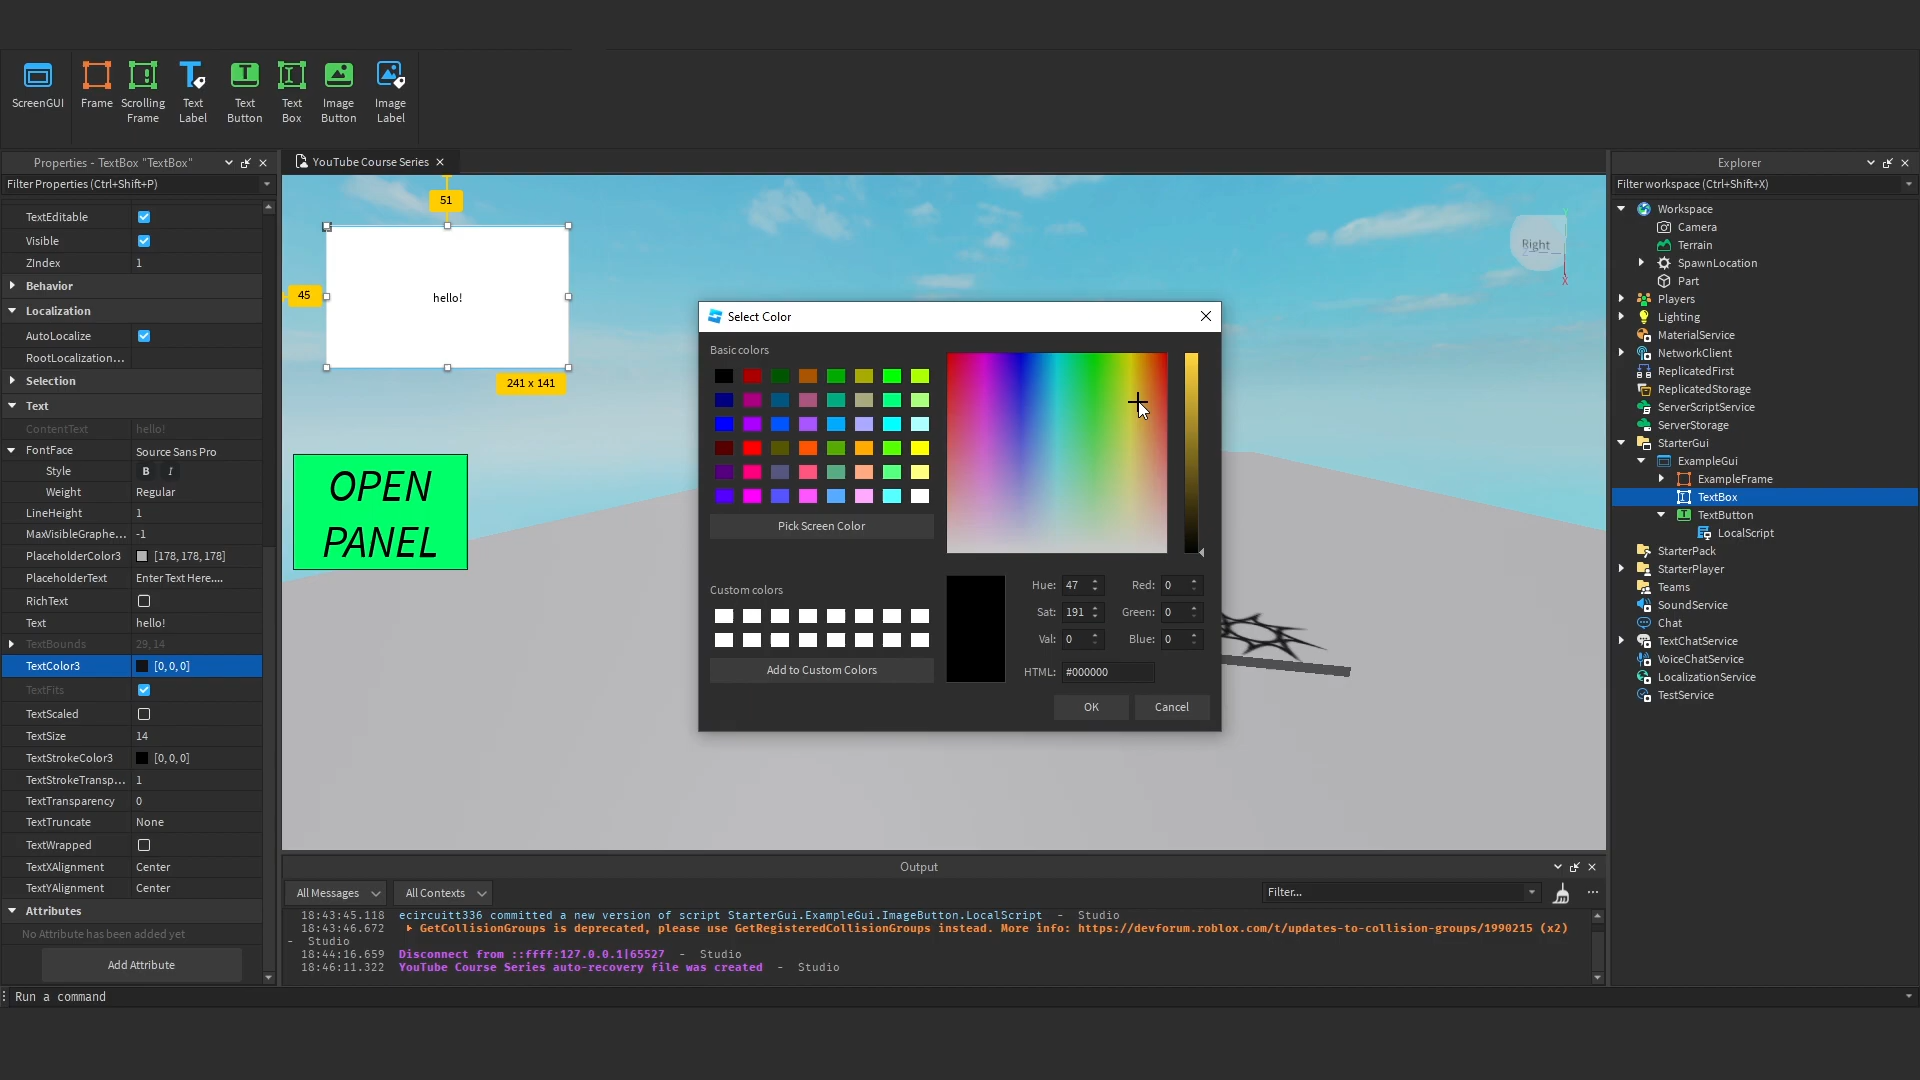 ScreenGUI
Frame
Scrolling
Frame
Text
Label
Text
Button
Text
Box
Image
Button
Image
Label
Properties - TextBox "TextBox"
Filter Properties (Ctrl+Shift+P)
TextEditable
Visible
ZIndex 1
Behavior
Localization
AutoLocalize
RootLocalization...
Selection
Text
ContentText hello!
FontFace Source Sans Pro
Style B I
Weight Regular
LineHeight 1
MaxVisibleGraphe... -1
PlaceholderColor3 [178, 178, 178]
PlaceholderText Enter Text Here....
RichText
Text hello!
TextBounds 29, 14
TextColor3 [0, 0, 0]
TextFits
TextScaled
TextSize 14
TextStrokeColor3 [0, 0, 0]
TextStrokeTransp... 1
TextTransparency 0
TextTruncate None
TextWrapped
TextXAlignment Center
TextYAlignment Center
Attributes
No Attribute has been added yet
Add Attribute
YouTube Course Series
51
45
hello!
241 x 141
OPEN
PANEL
Right
X
Select Color
Basic colors
Pick Screen Color
Custom colors
Add to Custom Colors
Hue: 47 Red: 0
Sat: 191 Green: 0
Val: 0 Blue: 0
HTML: #000000
OK Cancel
Output
All Messages All Contexts Filter...
18:43:45.118 ecircuitt336 committed a new version of script StarterGui.ExampleGui.ImageButton.LocalScript - Studio
18:43:46.672 GetCollisionGroups is deprecated, please use GetRegisteredCollisionGroups instead. More info: https://devforum.roblox.com/t/updates-to-collision-groups/1990215 (x2)
- Studio
18:44:16.659 Disconnect from ::ffff:127.0.0.1|65527 - Studio
18:46:11.322 YouTube Course Series auto-recovery file was created - Studio
Run a command
Explorer
Filter workspace (Ctrl+Shift+X)
Workspace
Camera
Terrain
SpawnLocation
Part
Players
Lighting
MaterialService
NetworkClient
ReplicatedFirst
ReplicatedStorage
ServerScriptService
ServerStorage
StarterGui
ExampleGui
ExampleFrame
TextBox
TextButton
LocalScript
StarterPack
StarterPlayer
Teams
SoundService
Chat
TextChatService
VoiceChatService
LocalizationService
TestService